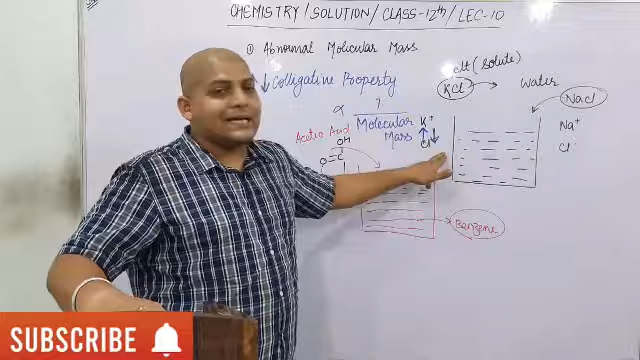 CHEMISTRY/SOLUTION/CLASS-12th/LEC-10
① Abnormal Molecular Mass
Colligative Property
∝ 1
Molecular
Mass
Acetic Acid
OH
O=C
K+
Cl-
(Solute)
KCl
Water
NaCl
Na+
Cl-
Benzene
SUBSCRIBE